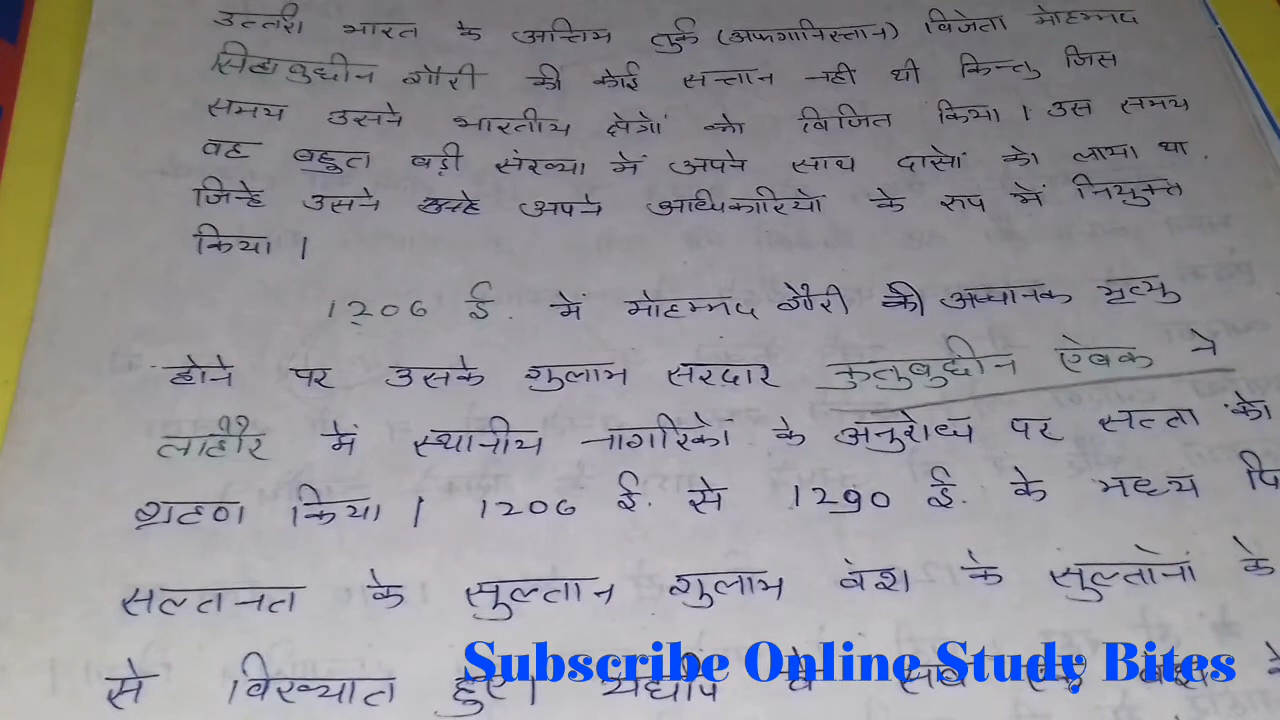 उत्तरी भारत के अन्तिम तुर्क (अफगानिस्तान) विजेता मोहम्मद
सिहाबुद्दीन गौरी की कोई सन्तान नही थी किन्तु जिस
समय उसने भारतीय क्षेत्रों को विजित किया। उस समय
वह बहुत बड़ी संख्या में अपने साथ दासों को लाया था
जिन्हे उसने अपने अधिकारियो के रुप में नियुक्त
किया।
1206 ई. में मोहम्मद गौरी की अचानक मृत्यु
होने पर उसके गुलाम सरदार कुतुबुद्दीन ऐबक ने
लाहौर में स्थानीय नागरिकों के अनुरोध पर सत्ता को
ग्रहण किया। 1206 ई. से 1290 ई. के मध्य
सल्तनत के सुल्तान गुलाम वंश के सुल्तानों के
से विख्यात हुए। यद्यपि वे
Subscribe Online Study Bites